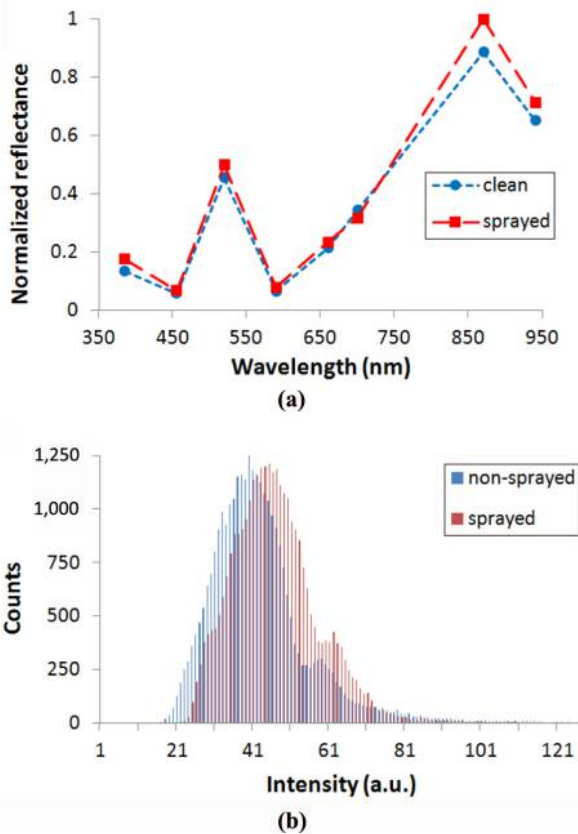 1
0.8
0.6
0.4
0.2
0
Normalized reflectance
clean
sprayed
350 450 550 650 750 850 950
Wavelength (nm)
(a)
1,250
1,000
750
500
250
0
Counts
non-sprayed
sprayed
1 21 41 61 81 101 121
Intensity (a.u.)
(b)